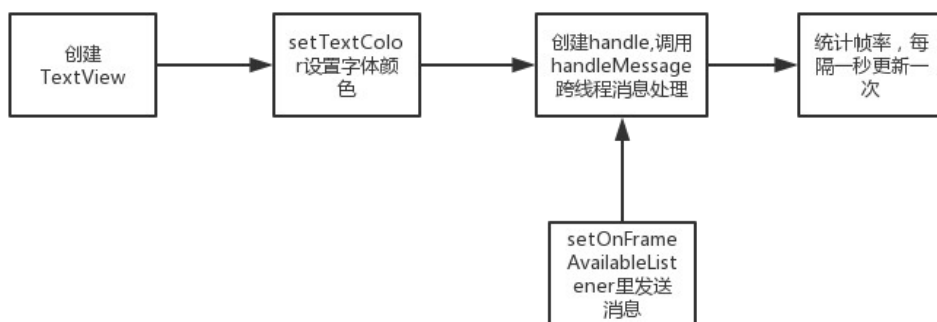 创建
TextView
setTextColo
r设置字体颜
色
创建handle,调用
handleMessage
跨线程消息处理
统计帧率，每
隔一秒更新一
次
setOnFrame
AvailableList
ener里发送
消息